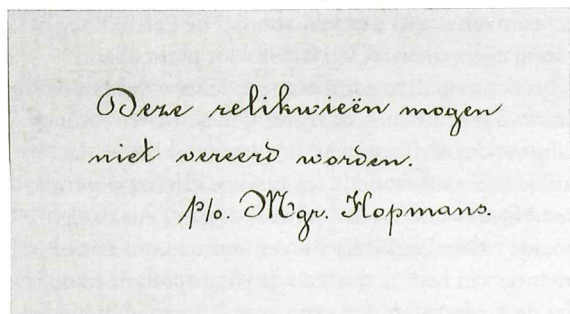 Deze relikwieën mogen
niet vereerd worden.
p/o. Mgr. Hopmans.